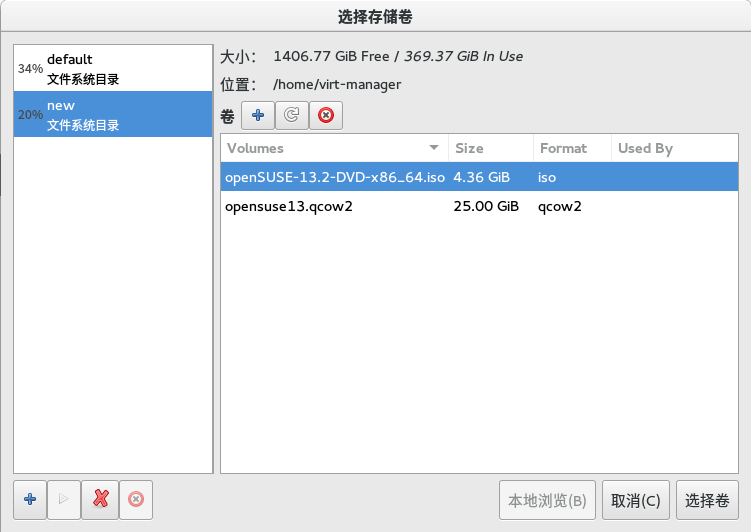 选择存储卷
34%
default
文件系统目录
20%
new
文件系统目录
大小： 1406.77 GiB Free / 369.37 GiB In Use
位置： /home/virt-manager
卷
Volumes Size Format Used By
openSUSE-13.2-DVD-x86_64.iso 4.36 GiB iso
opensuse13.qcow2 25.00 GiB qcow2
本地浏览(B) 取消(C) 选择卷